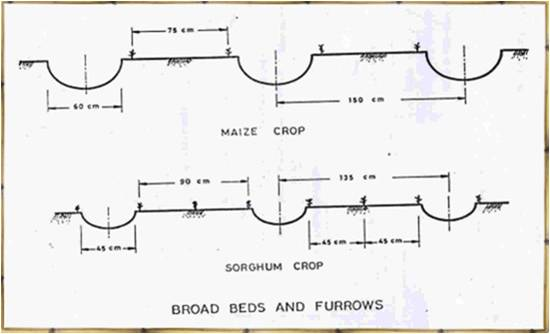 75 cm
60 cm
150 cm
MAIZE CROP
90 cm
135 cm
45 cm
45 cm
45 cm
SORGHUM CROP
BROAD BEDS AND FURROWS